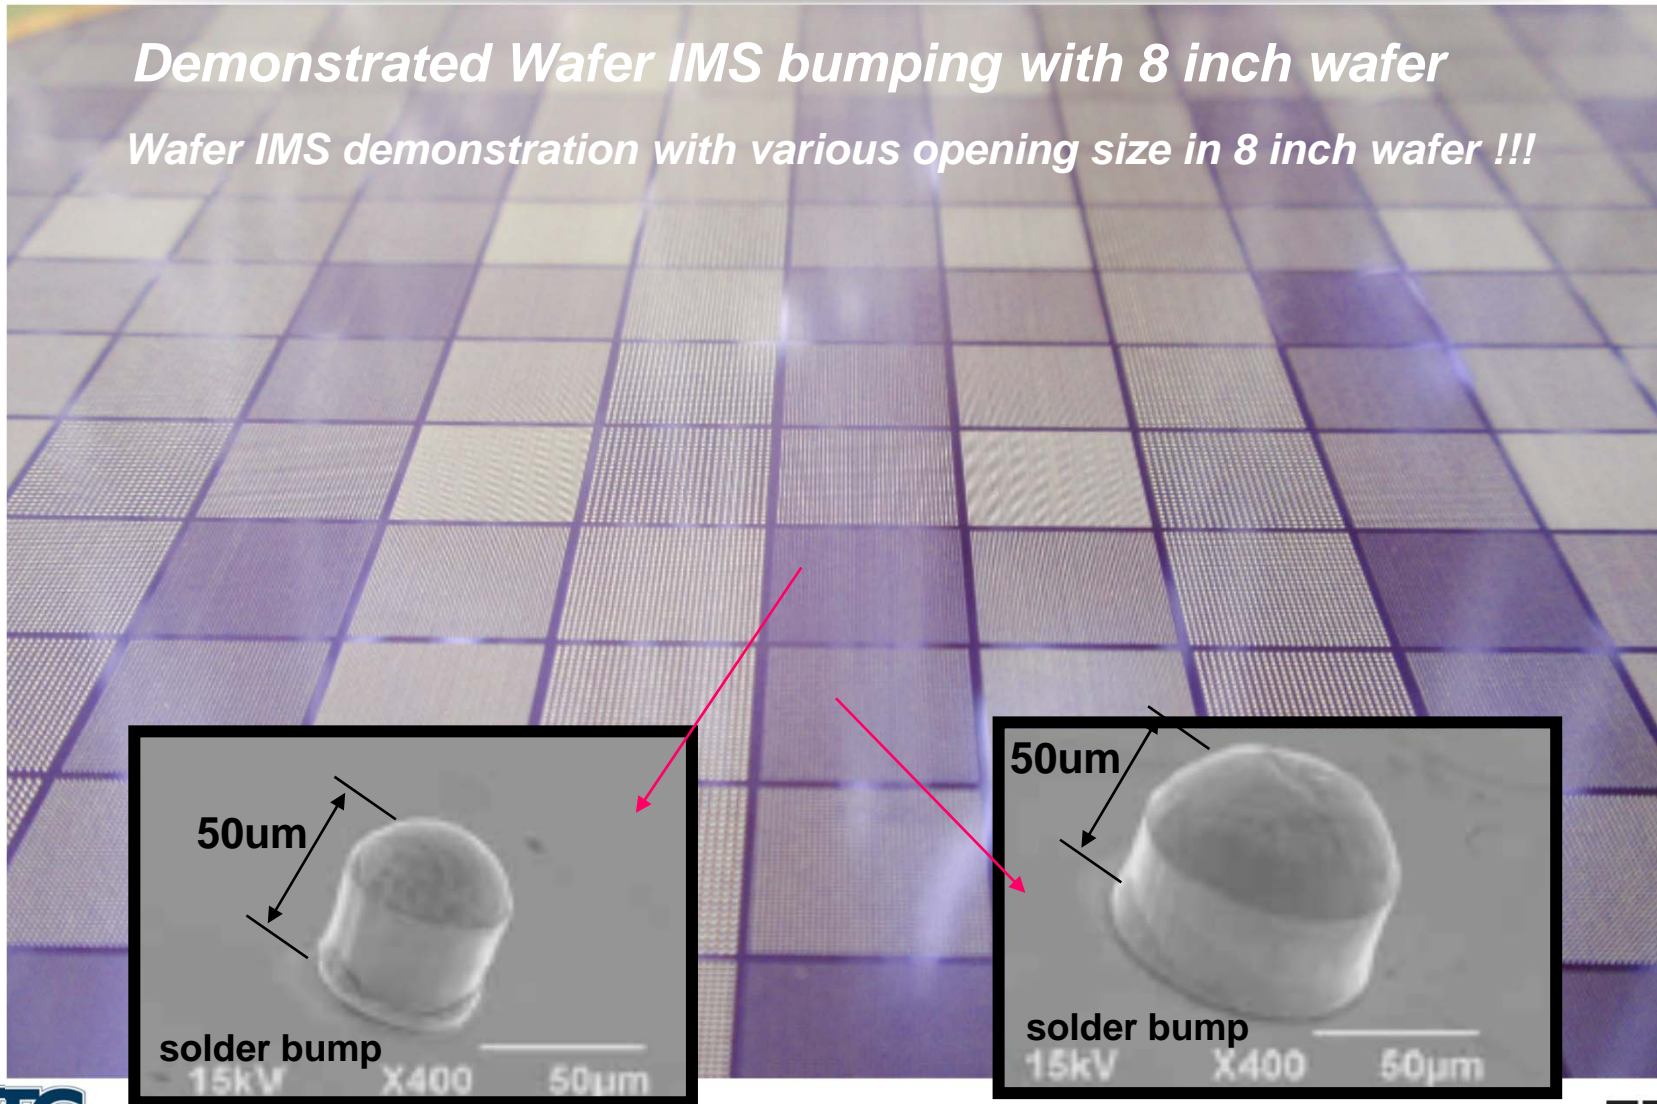 Demonstrated Wafer IMS bumping with 8 inch wafer
Wafer IMS demonstration with various opening size in 8 inch wafer !!!
50um
solder bump
15kV X400 50µm
50um
solder bump
15kV X400 50µm